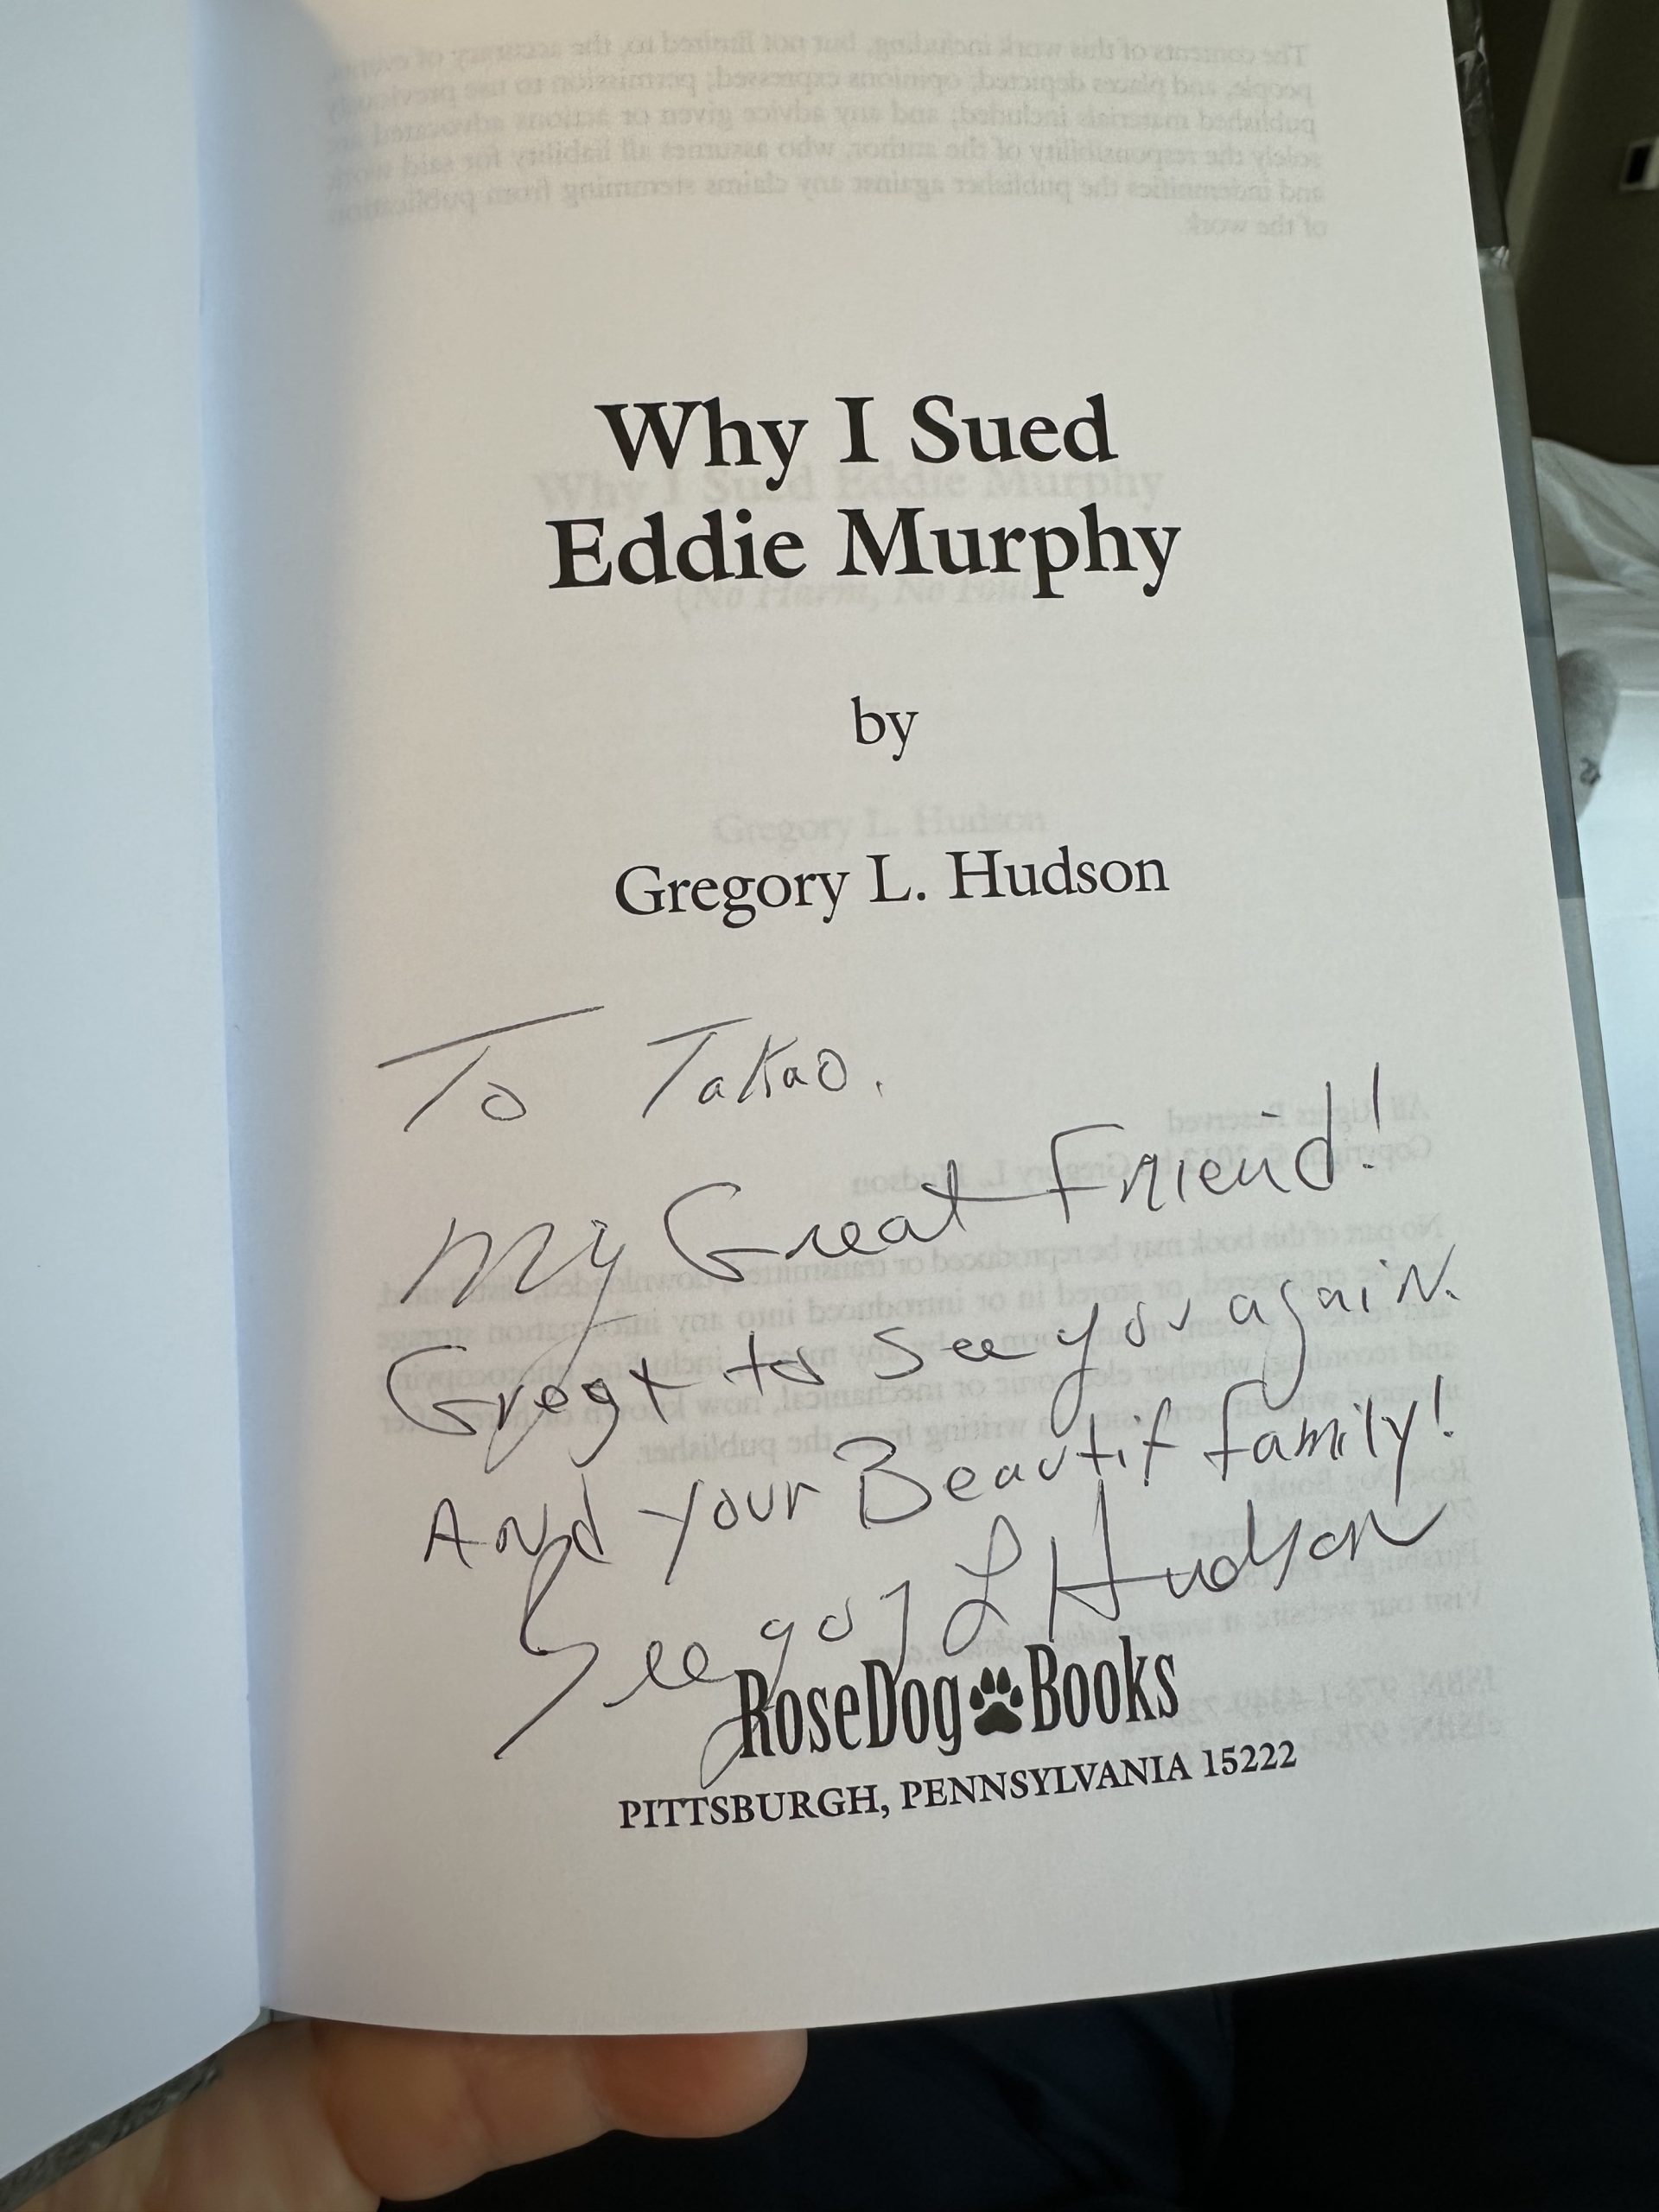 Why I Sued
Eddie Murphy
by
Gregory L. Hudson
To Takao.
My Great Friend!
Great to see you again.
And your Beautif family!
Gregory L Hudson
RoseDog Books
PITTSBURGH, PENNSYLVANIA 15222